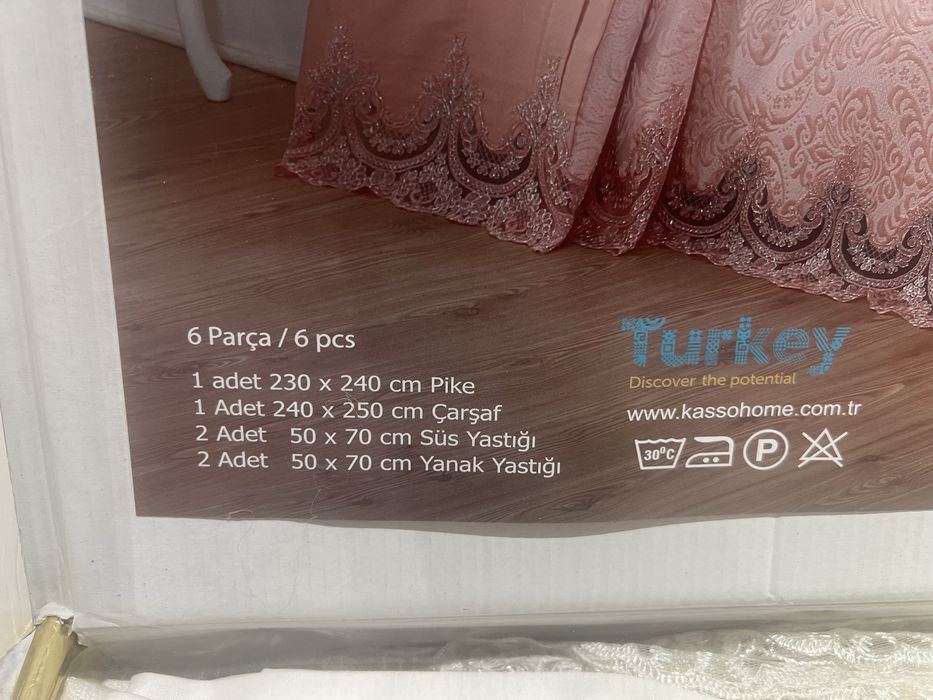 6 Parça / 6 pcs
1 adet 230 x 240 cm Pike
1 Adet 240 x 250 cm Çarşaf
2 Adet 50 x 70 cm Süs Yastığı
2 Adet 50 x 70 cm Yanak Yastığı
Turkey
Discover the potential
www.kassohome.com.tr
30°C P